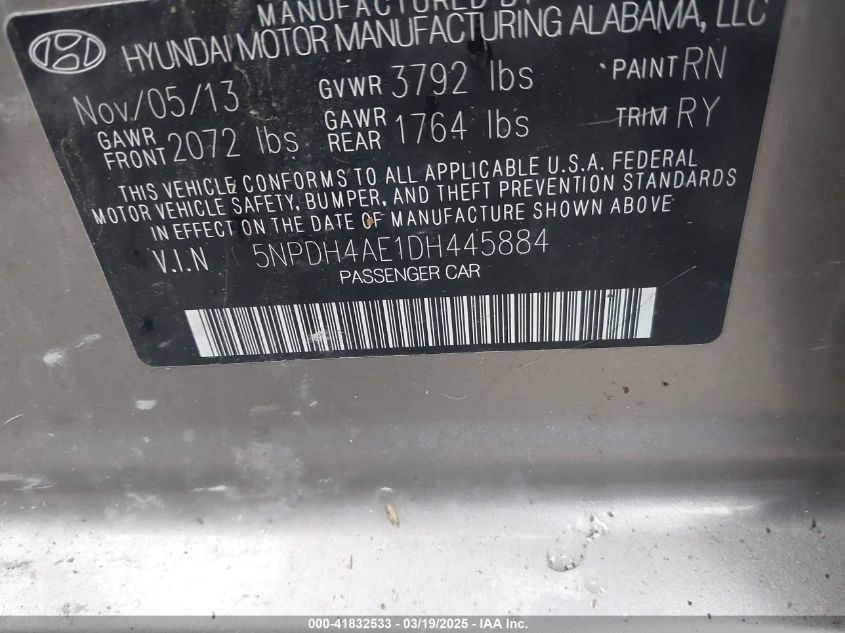 MANUFACTURED BY
HYUNDAI MOTOR MANUFACTURING ALABAMA, LLC
Nov/05/13 GVWR 3792 lbs PAINT RN
GAWR FRONT 2072 lbs GAWR REAR 1764 lbs TRIM RY
THIS VEHICLE CONFORMS TO ALL APPLICABLE U.S.A. FEDERAL
MOTOR VEHICLE SAFETY, BUMPER, AND THEFT PREVENTION STANDARDS
IN EFFECT ON THE DATE OF MANUFACTURE SHOWN ABOVE
V.I.N 5NPDH4AE1DH445884
PASSENGER CAR
000-41832533 - 03/19/2025 - IAA Inc.